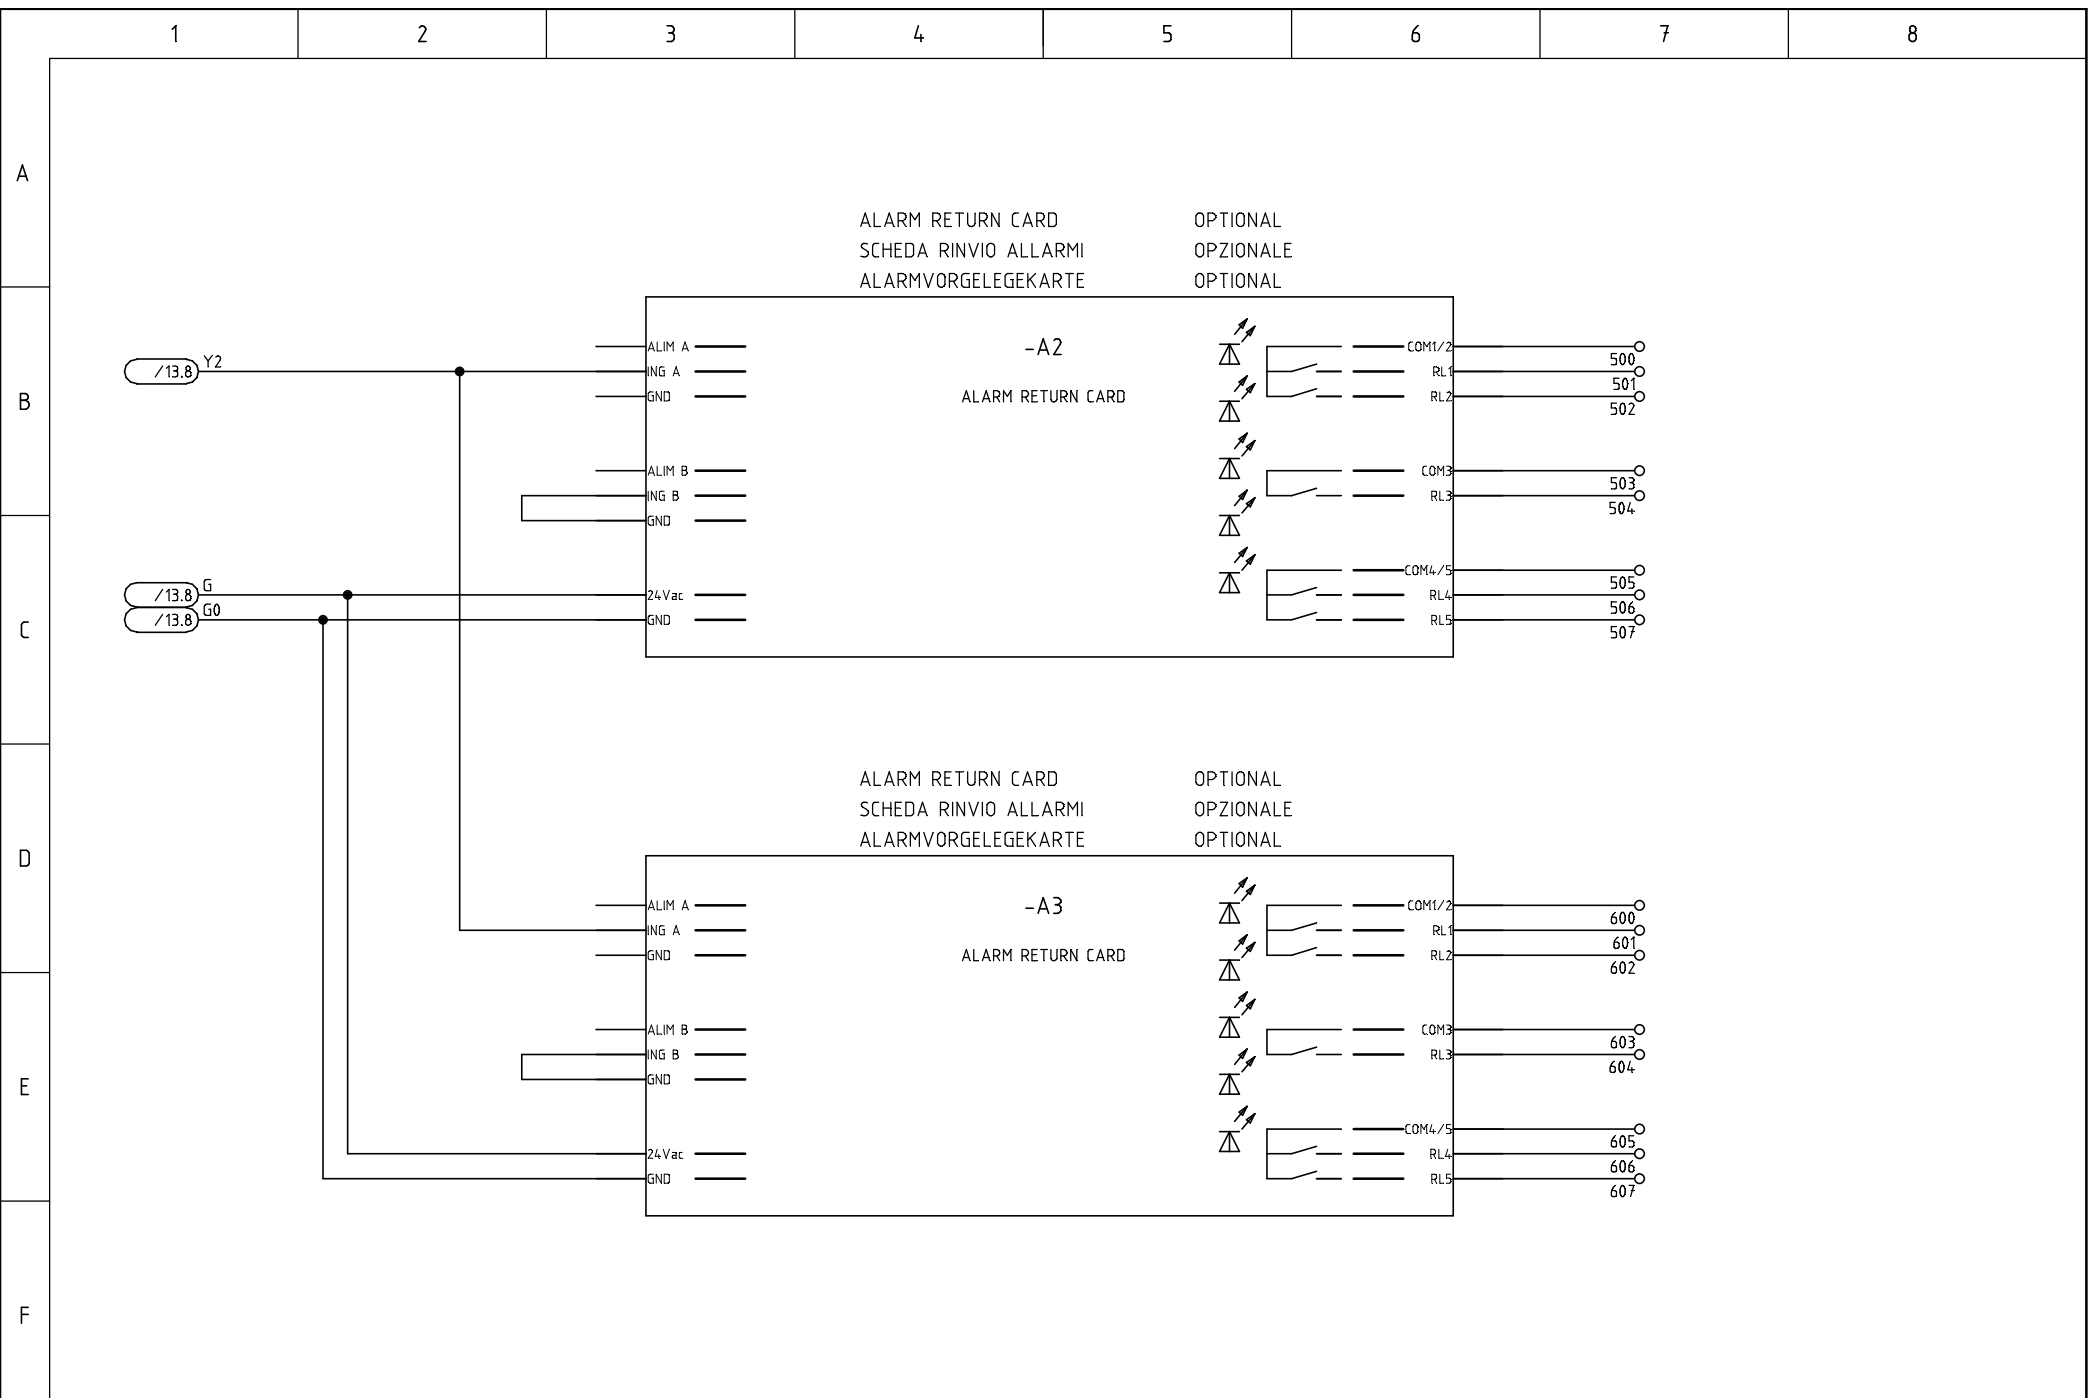 1 2 3 4 5 6 7 8
A
ALARM RETURN CARD OPTIONAL
SCHEDA RINVIO ALLARMI OPZIONALE
ALARMVORGELEGEKARTE OPTIONAL
B
-A2
ALARM RETURN CARD
/13.8 Y2
ALIM A
ING A
GND
ALIM B
ING B
GND
COM1/2 500
RL1 501
RL2 502
COM3 503
RL3 504
C
/13.8 G
/13.8 G0
24Vac
GND
COM4/5 505
RL4 506
RL5 507
D
ALARM RETURN CARD OPTIONAL
SCHEDA RINVIO ALLARMI OPZIONALE
ALARMVORGELEGEKARTE OPTIONAL
-A3
ALARM RETURN CARD
ALIM A
ING A
GND
COM1/2 600
RL1 601
RL2 602
E
ALIM B
ING B
GND
24Vac
GND
COM3 603
RL3 604
COM4/5 605
RL4 606
RL5 607
F